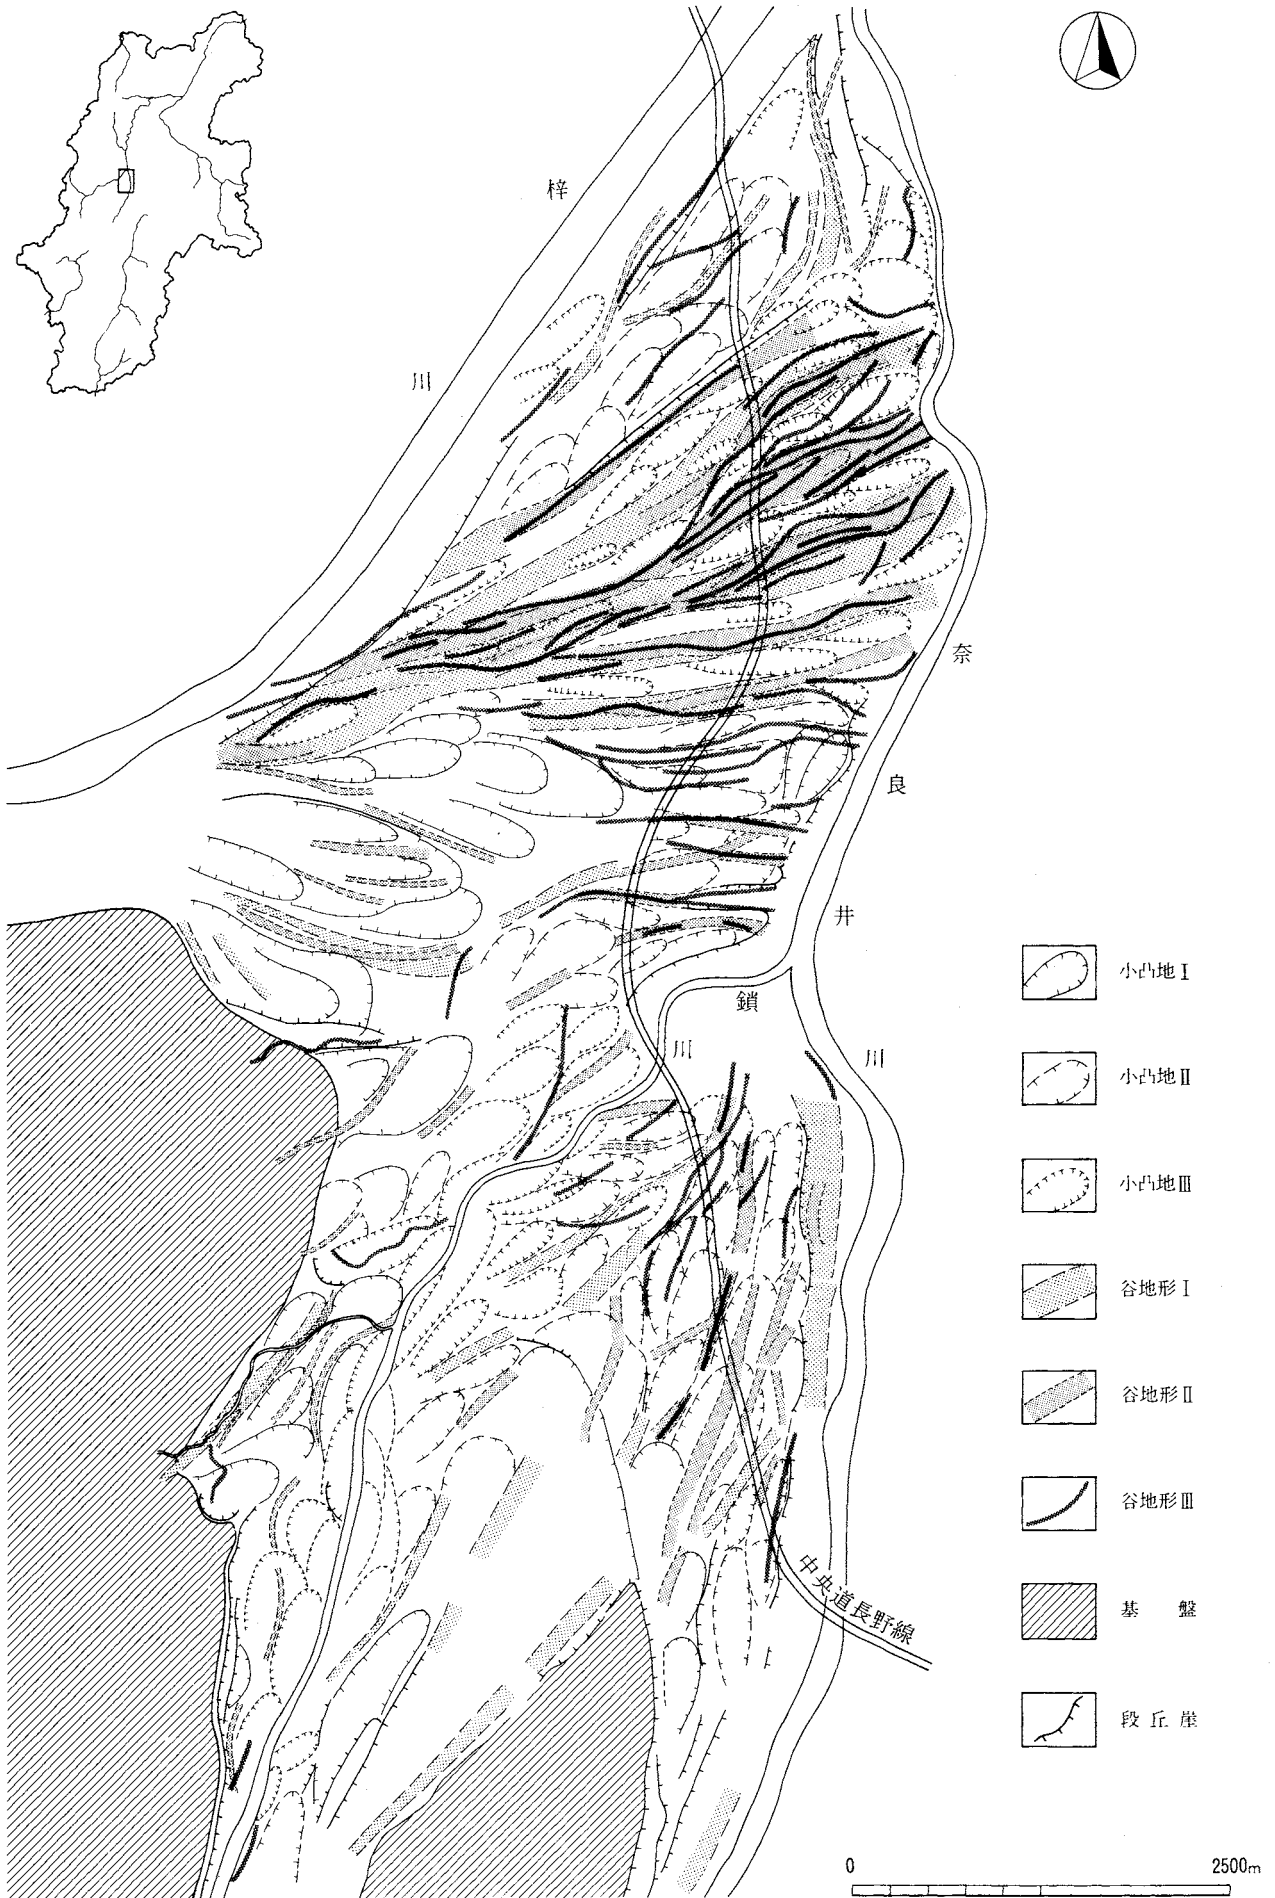 梓川
奈良井川
鎖川
中央道長野線
小凸地Ⅰ
小凸地Ⅱ
小凸地Ⅲ
谷地形Ⅰ
谷地形Ⅱ
谷地形Ⅲ
基盤
段丘崖
0 2500m